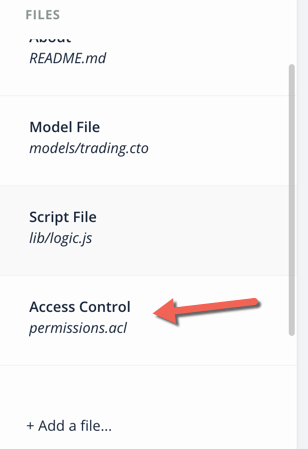 FILES
About
README.md
Model File
models/trading.cto
Script File
lib/logic.js
Access Control
permissions.acl
+ Add a file...